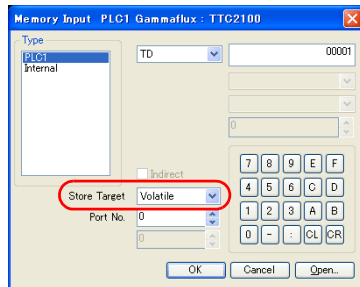 Memory Input PLC1 Gammaflux : TTC2100
Type
PLC1
Internal
TD
00001
0
Indirect
Store Target Volatile
Port No. 0
0
7 8 9 E F
4 5 6 C D
1 2 3 A B
0 - : CL CR
OK Cancel Open...